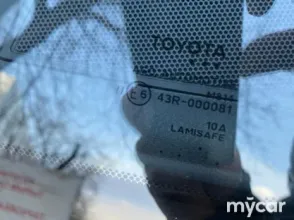 TOYOTA
E6 43R-000081
10A
LAMISAFE
mycar